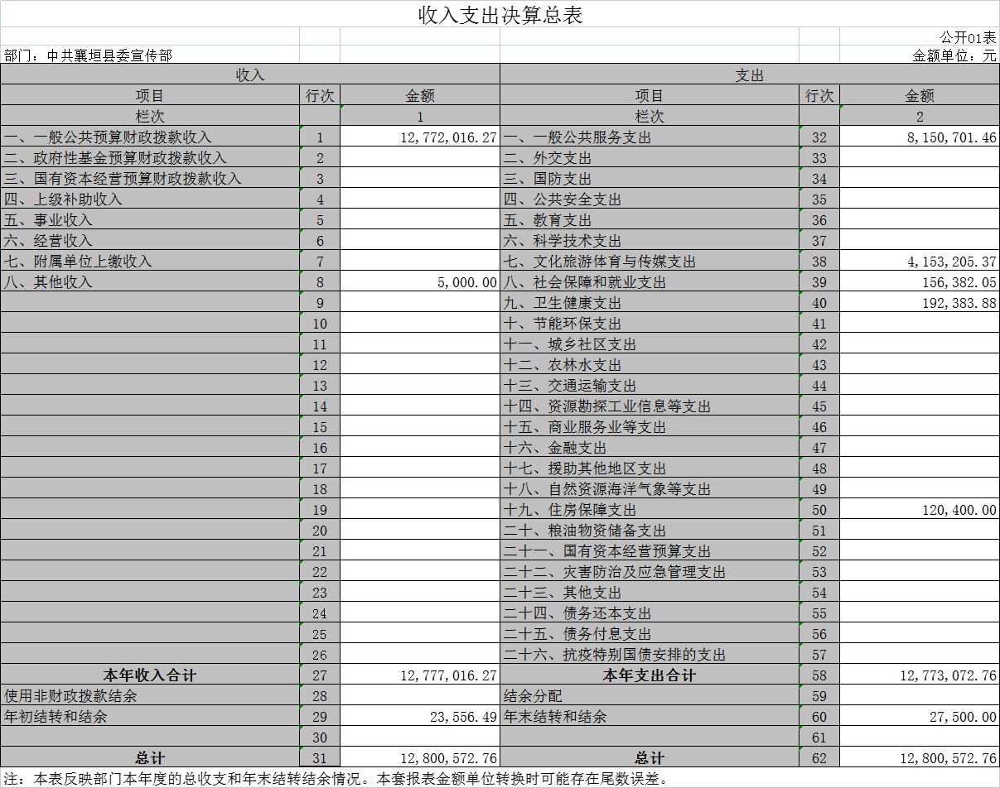 收入支出决算总表
公开01表
部门：中共襄垣县委宣传部 金额单位：元
收入 支出
项目 行次 金额 项目 行次 金额
栏次 1 栏次 2
一、一般公共预算财政拨款收入 1 12,772,016.27 一、一般公共服务支出 32 8,150,701.46
二、政府性基金预算财政拨款收入 2 二、外交支出 33
三、国有资本经营预算财政拨款收入 3 三、国防支出 34
四、上级补助收入 4 四、公共安全支出 35
五、事业收入 5 五、教育支出 36
六、经营收入 6 六、科学技术支出 37
七、附属单位上缴收入 7 七、文化旅游体育与传媒支出 38 4,153,205.37
八、其他收入 8 5,000.00 八、社会保障和就业支出 39 156,382.05
9 九、卫生健康支出 40 192,383.88
10 十、节能环保支出 41
11 十一、城乡社区支出 42
12 十二、农林水支出 43
13 十三、交通运输支出 44
14 十四、资源勘探工业信息等支出 45
15 十五、商业服务业等支出 46
16 十六、金融支出 47
17 十七、援助其他地区支出 48
18 十八、自然资源海洋气象等支出 49
19 十九、住房保障支出 50 120,400.00
20 二十、粮油物资储备支出 51
21 二十一、国有资本经营预算支出 52
22 二十二、灾害防治及应急管理支出 53
23 二十三、其他支出 54
24 二十四、债务还本支出 55
25 二十五、债务付息支出 56
26 二十六、抗疫特别国债安排的支出 57
本年收入合计 27 12,777,016.27 本年支出合计 58 12,773,072.76
使用非财政拨款结余 28 结余分配 59
年初结转和结余 29 23,556.49 年末结转和结余 60 27,500.00
30 61
总计 31 12,800,572.76 总计 62 12,800,572.76
注：本表反映部门本年度的总收支和年末结转结余情况。本套报表金额单位转换时可能存在尾数误差。